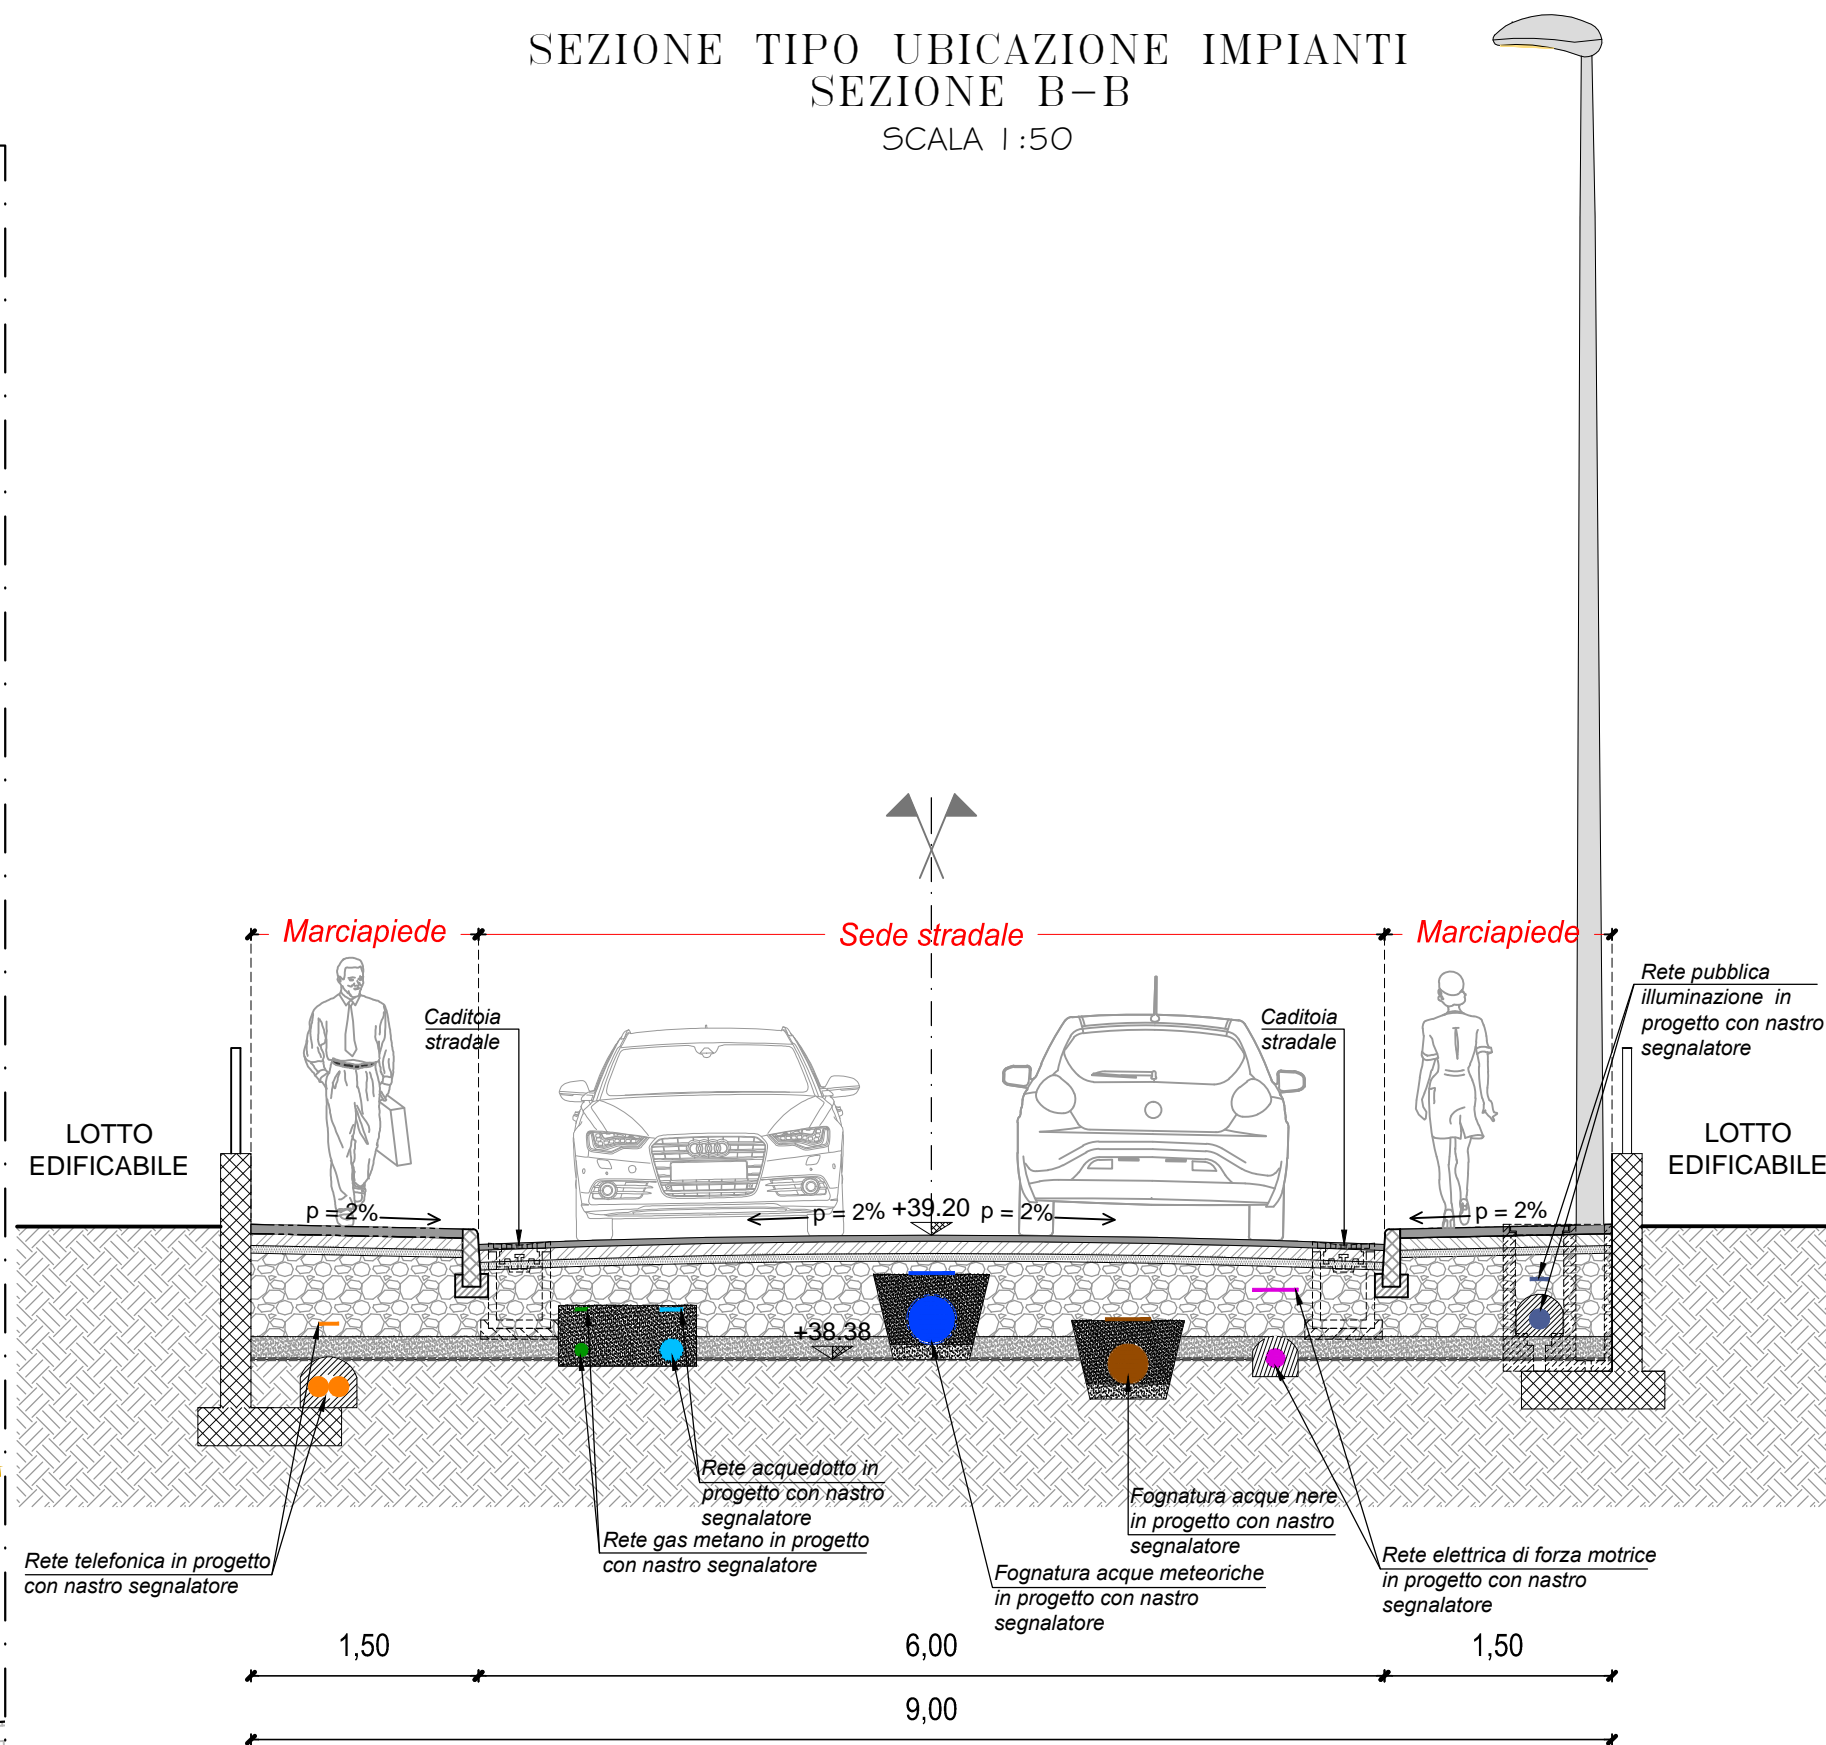 SEZIONE TIPO UBICAZIONE IMPIANTI
SEZIONE B-B
SCALA 1:50
Marciapiede
Sede stradale
Marciapiede
Rete pubblica
illuminazione in
progetto con nastro
segnalatore
Caditoia
stradale
Caditoia
stradale
LOTTO
EDIFICABILE
LOTTO
EDIFICABILE
p = 2%
p = 2%
+39.20
p = 2%
p = 2%
+38.38
Rete acquedotto in
progetto con nastro
segnalatore
Rete gas metano in progetto
con nastro segnalatore
Rete telefonica in progetto
con nastro segnalatore
Fognatura acque nere
in progetto con nastro
segnalatore
Fognatura acque meteoriche
in progetto con nastro
segnalatore
Rete elettrica di forza motrice
in progetto con nastro
segnalatore
1,50
6,00
1,50
9,00